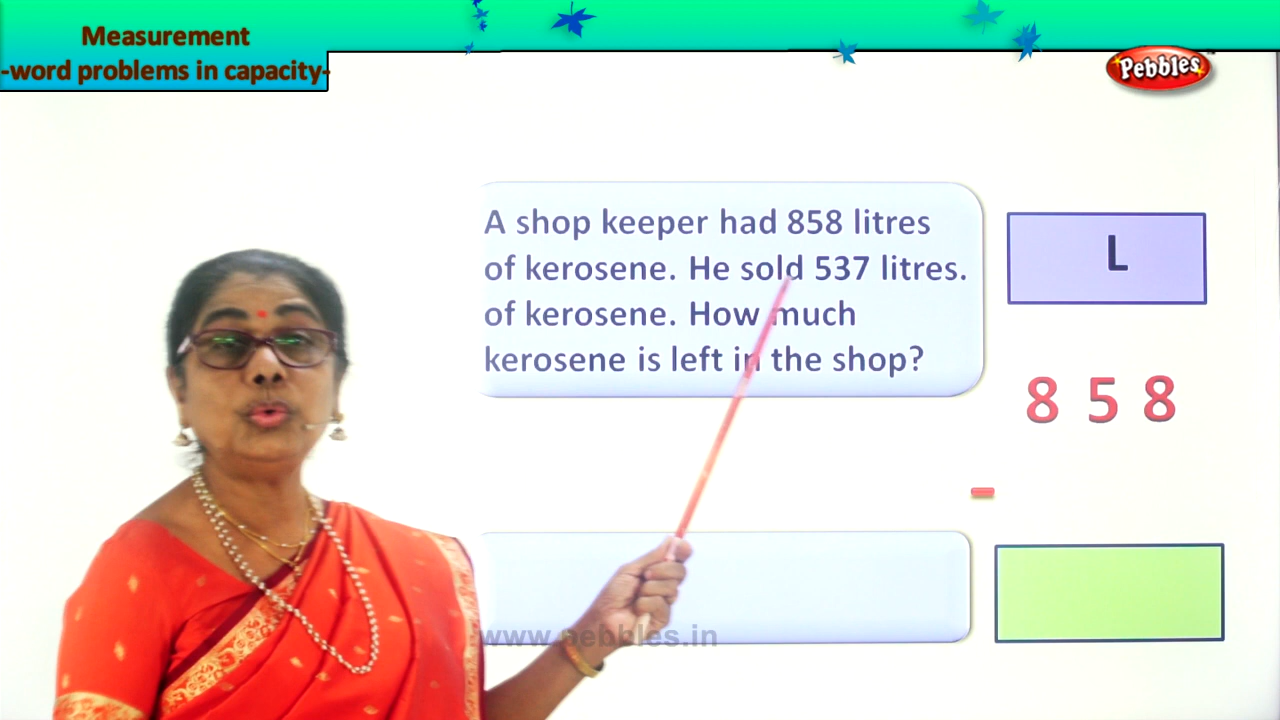 Measurement
-word problems in capacity-
Pebbles
A shop keeper had 858 litres
of kerosene. He sold 537 litres.
of kerosene. How much
kerosene is left in the shop?
L
8 5 8
-
www.pebbles.in